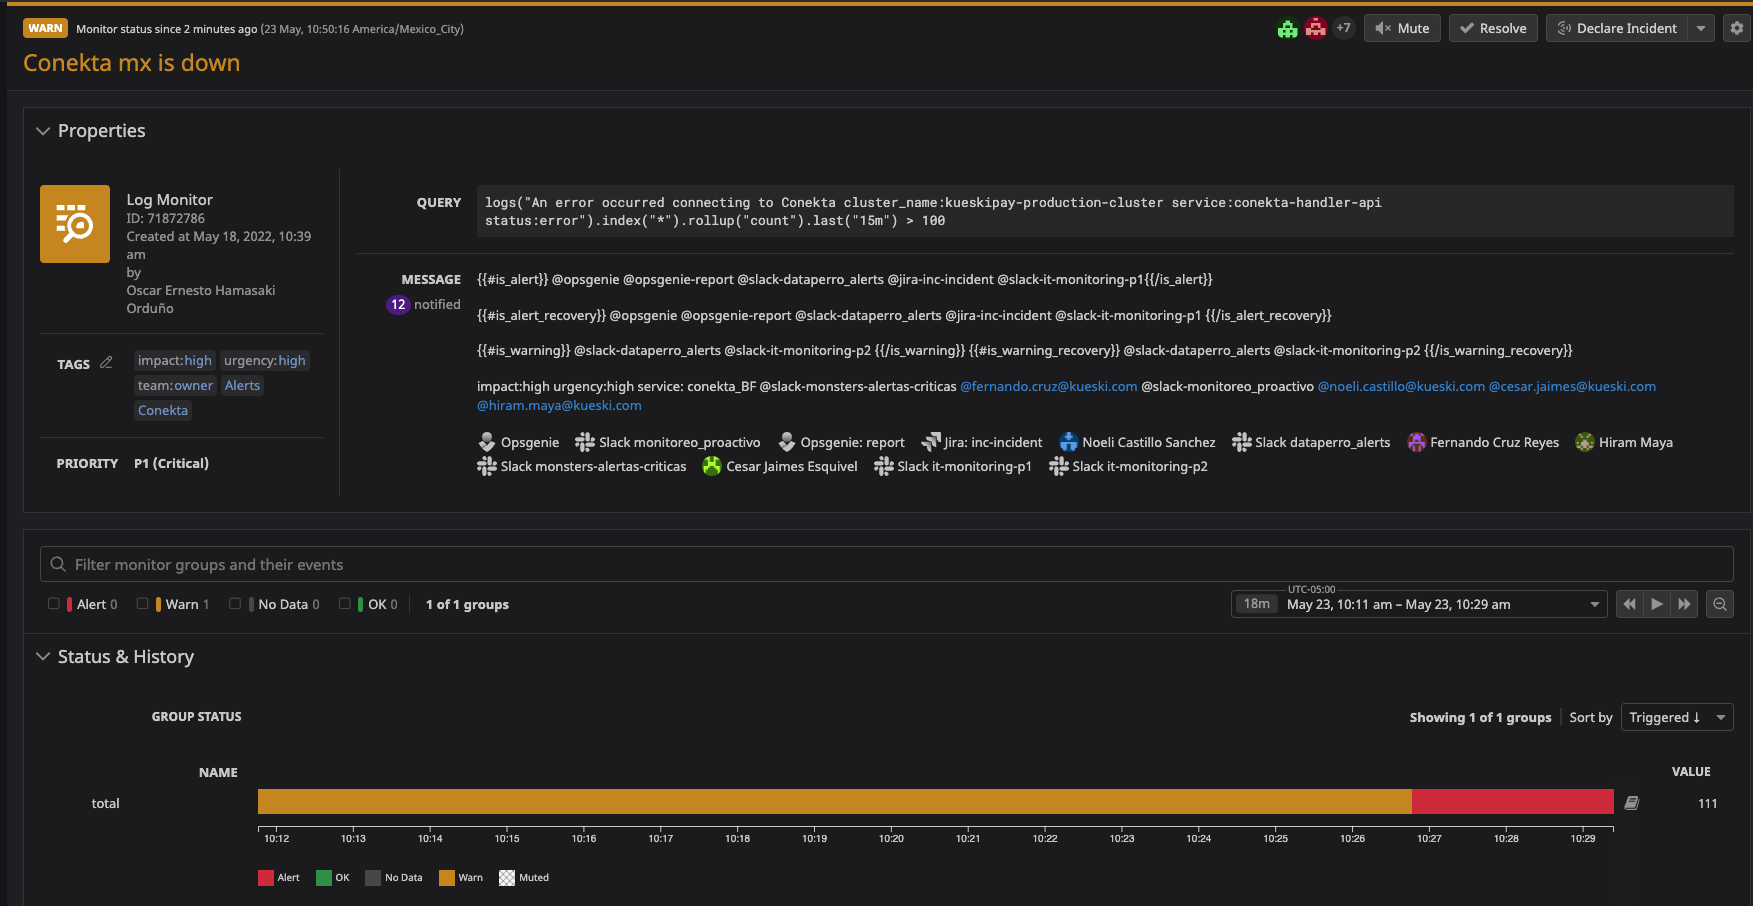 WARN Monitor status since 2 minutes ago (23 May, 10:50:16 America/Mexico_City)
+7 Mute Resolve Declare Incident
Conekta mx is down
Properties
Log Monitor
ID: 71872786
Created at May 18, 2022, 10:39
am
by
Oscar Ernesto Hamasaki
Orduño
TAGS impact:high urgency:high
team:owner Alerts
Conekta
PRIORITY P1 (Critical)
QUERY logs("An error occurred connecting to Conekta cluster_name:kueskipay-production-cluster service:conekta-handler-api
status:error").index("*").rollup("count").last("15m") > 100
MESSAGE {{#is_alert}} @opsgenie @opsgenie-report @slack-dataperro_alerts @jira-inc-incident @slack-it-monitoring-p1{{/is_alert}}
12 notified
{{#is_alert_recovery}} @opsgenie @opsgenie-report @slack-dataperro_alerts @jira-inc-incident @slack-it-monitoring-p1 {{/is_alert_recovery}}
{{#is_warning}} @slack-dataperro_alerts @slack-it-monitoring-p2 {{/is_warning}} {{#is_warning_recovery}} @slack-dataperro_alerts @slack-it-monitoring-p2 {{/is_warning_recovery}}
impact:high urgency:high service: conekta_BF @slack-monsters-alertas-criticas @fernando.cruz@kueski.com @slack-monitoreo_proactivo @noeli.castillo@kueski.com @cesar.jaimes@kueski.com
@hiram.maya@kueski.com
Opsgenie Slack monitoreo_proactivo Opsgenie: report Jira: inc-incident Noeli Castillo Sanchez Slack dataperro_alerts Fernando Cruz Reyes Hiram Maya
Slack monsters-alertas-criticas Cesar Jaimes Esquivel Slack it-monitoring-p1 Slack it-monitoring-p2
Filter monitor groups and their events
Alert 0 Warn 1 No Data 0 OK 0 1 of 1 groups
UTC-05:00
18m May 23, 10:11 am – May 23, 10:29 am
Status & History
GROUP STATUS
Showing 1 of 1 groups Sort by Triggered ↓
NAME VALUE
total 111
10:12 10:13 10:14 10:15 10:16 10:17 10:18 10:19 10:20 10:21 10:22 10:23 10:24 10:25 10:26 10:27 10:28 10:29
Alert OK No Data Warn Muted